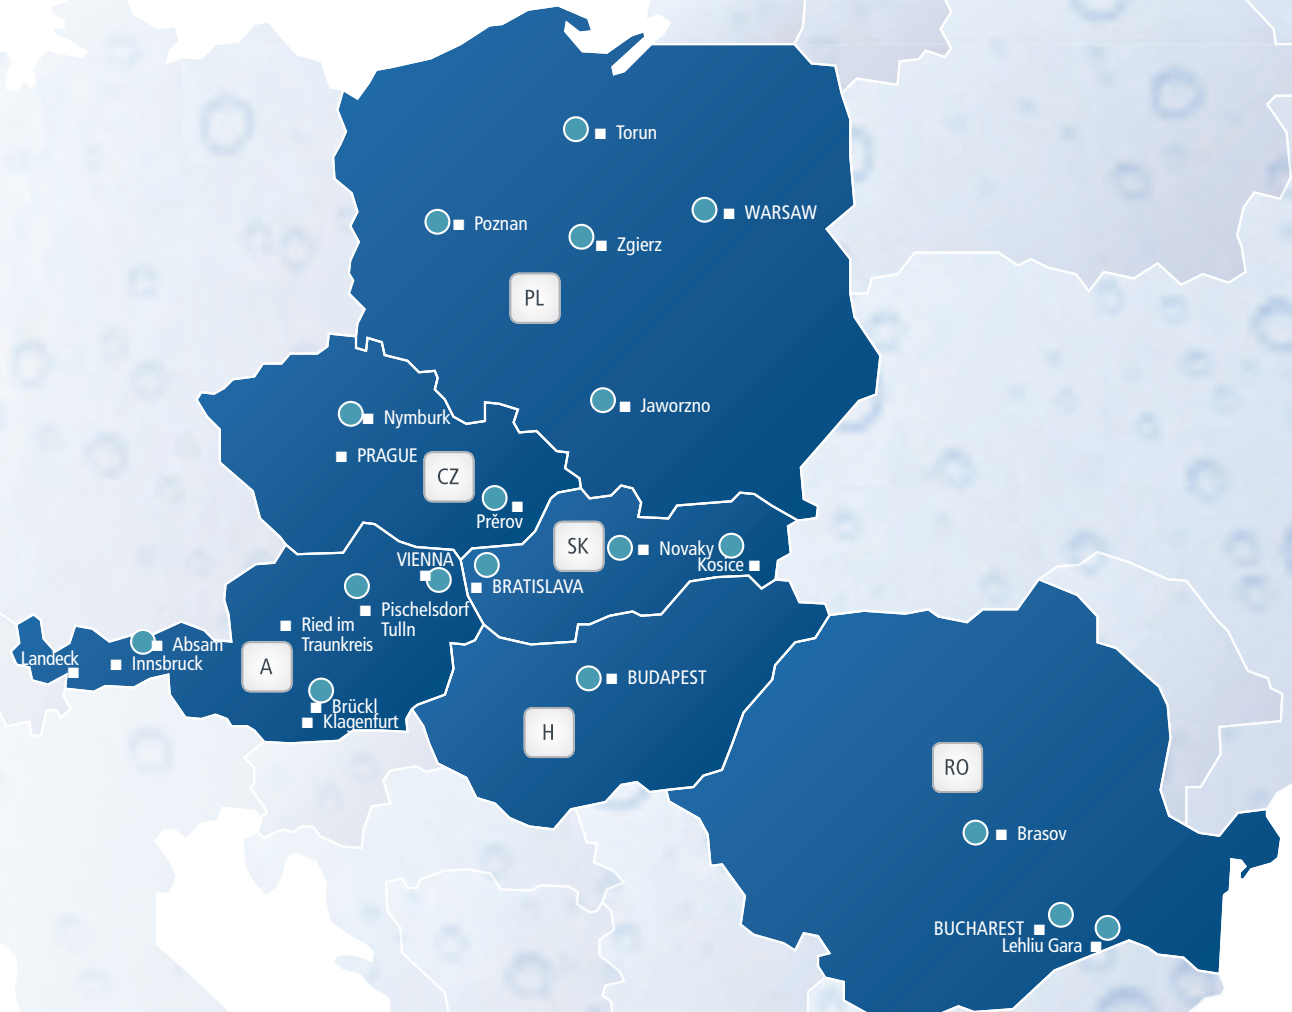 Torun
WARSAW
Poznan
Zgierz
PL
Jaworzno
Nymburk
PRAGUE
CZ
Prěrov
SK
Novaky
Kosice
VIENNA
BRATISLAVA
Pischelsdorf
Tulln
Ried im
Traunkreis
Absam
Innsbruck
Landeck
A
Brückl
Klagenfurt
BUDAPEST
H
RO
Brasov
BUCHAREST
Lehliu Gara